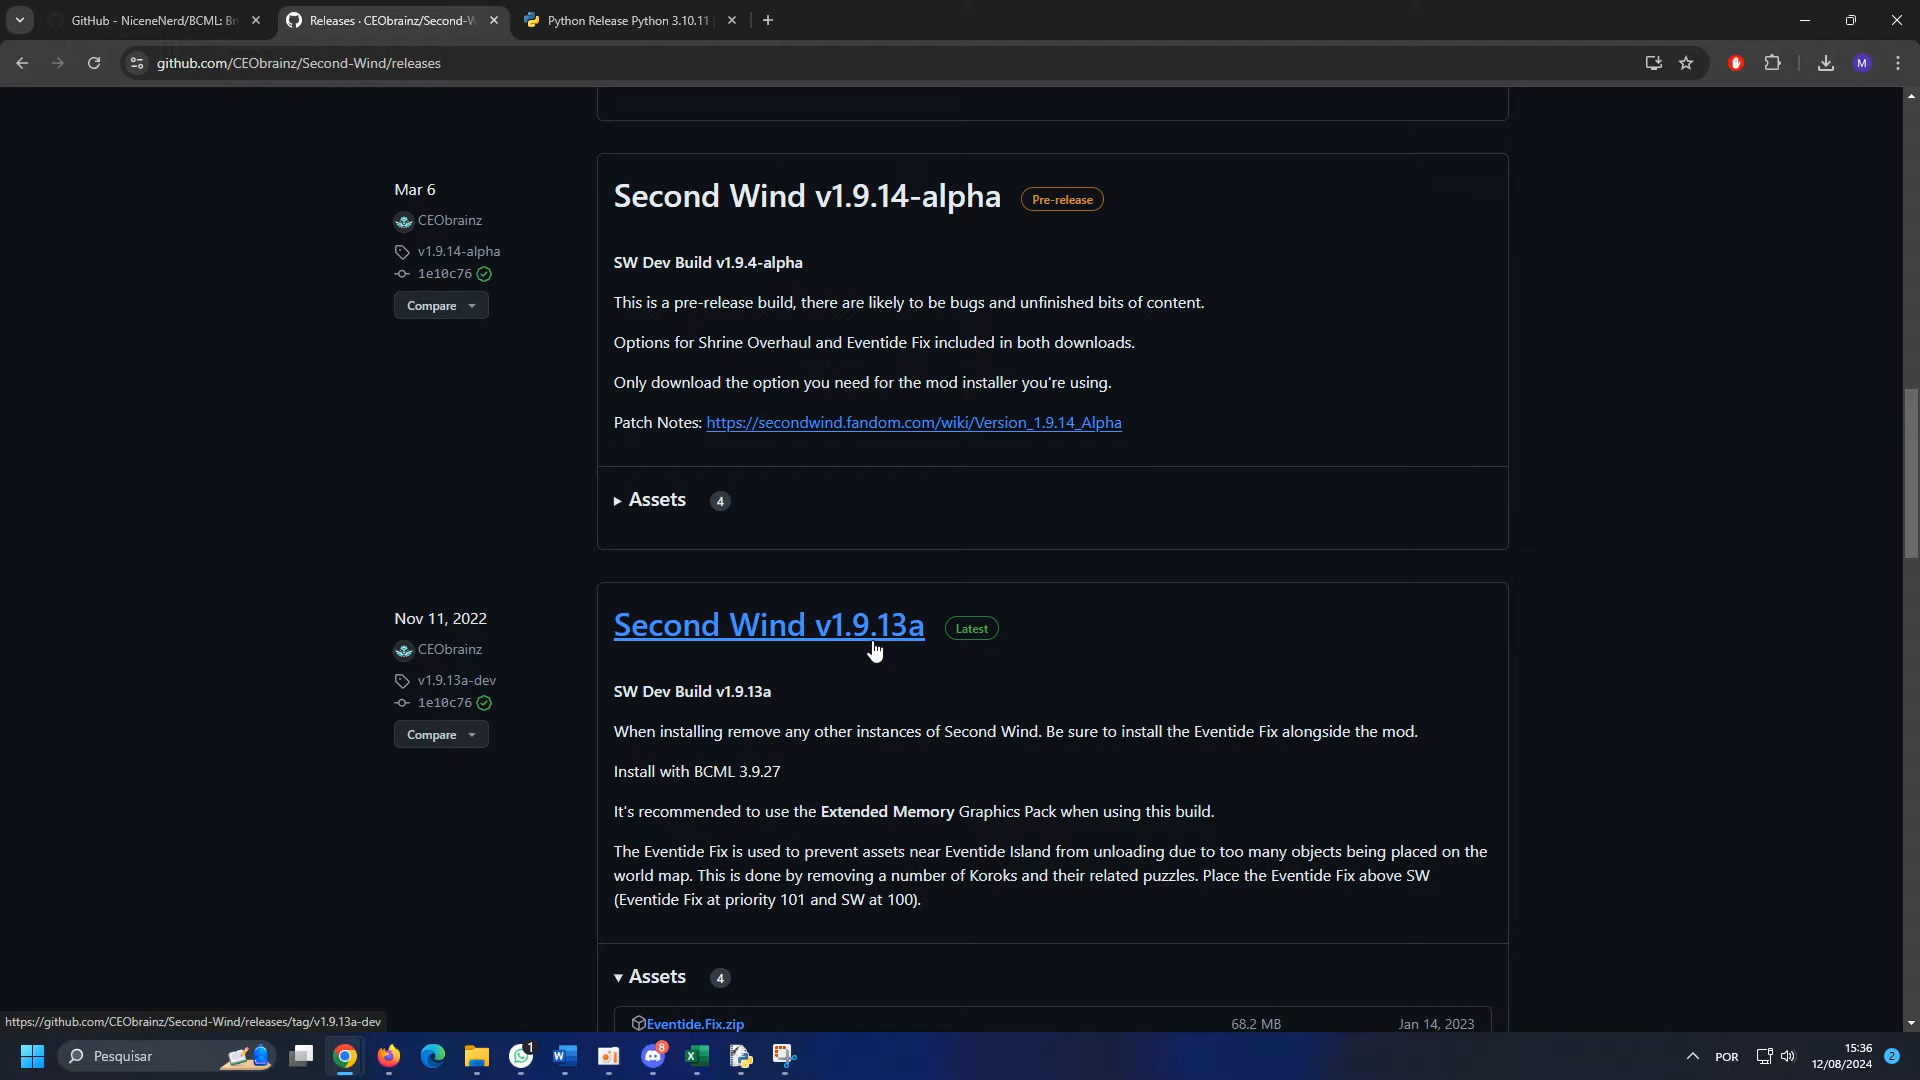 GitHub - NiceneNerd/BCML: Br
Releases · CEObrainz/Second-W
Python Release Python 3.10.11
github.com/CEObrainz/Second-Wind/releases
M
Mar 6
CEObrainz
v1.9.14-alpha
1e10c76
Compare
Second Wind v1.9.14-alpha
Pre-release
SW Dev Build v1.9.4-alpha
This is a pre-release build, there are likely to be bugs and unfinished bits of content.
Options for Shrine Overhaul and Eventide Fix included in both downloads.
Only download the option you need for the mod installer you're using.
Patch Notes: https://secondwind.fandom.com/wiki/Version_1.9.14_Alpha
Assets 4
Nov 11, 2022
CEObrainz
v1.9.13a-dev
1e10c76
Compare
Second Wind v1.9.13a
Latest
SW Dev Build v1.9.13a
When installing remove any other instances of Second Wind. Be sure to install the Eventide Fix alongside the mod.
Install with BCML 3.9.27
It's recommended to use the Extended Memory Graphics Pack when using this build.
The Eventide Fix is used to prevent assets near Eventide Island from unloading due to too many objects being placed on the
world map. This is done by removing a number of Koroks and their related puzzles. Place the Eventide Fix above SW
(Eventide Fix at priority 101 and SW at 100).
Assets 4
Eventide.Fix.zip 68.2 MB Jan 14, 2023
https://github.com/CEObrainz/Second-Wind/releases/tag/v1.9.13a-dev
Pesquisar
1
W
8
X
POR
15:36
12/08/2024
2